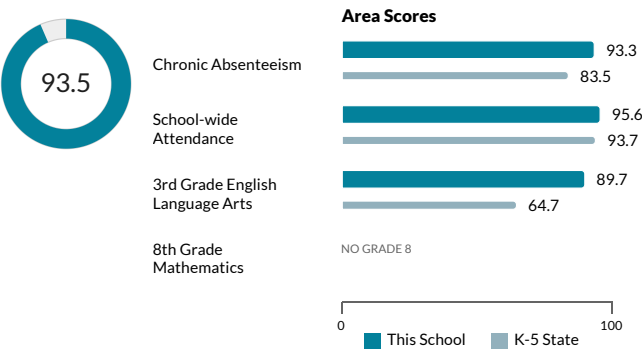 Area Scores
93.5
Chronic Absenteeism
93.3
83.5
School-wide
Attendance
95.6
93.7
3rd Grade English
Language Arts
89.7
64.7
8th Grade
Mathematics
NO GRADE 8
0
100
This School
K-5 State